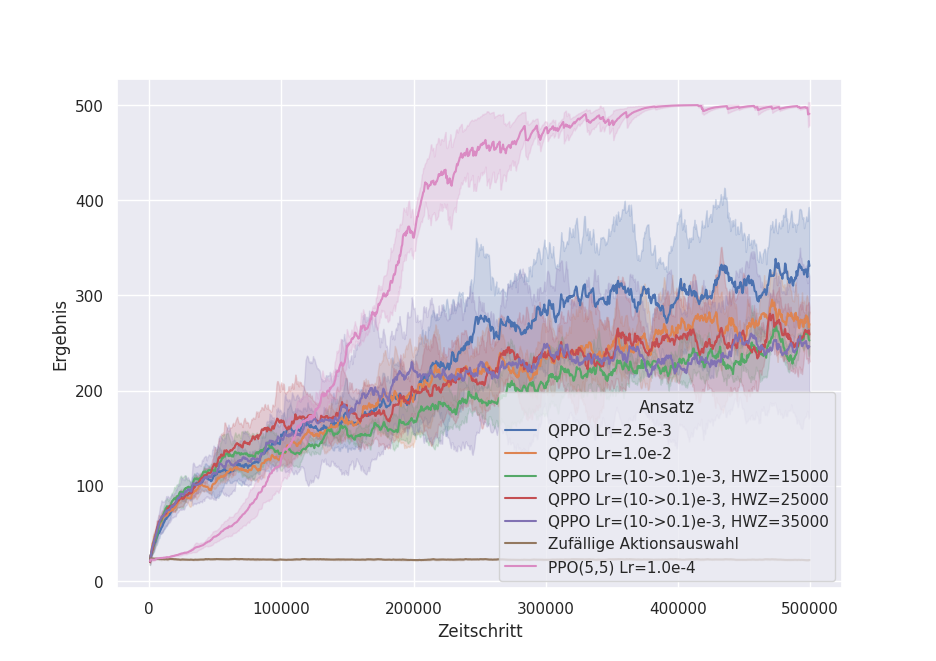 500
400
300
200
100
0
Ergebnis
0 100000 200000 300000 400000 500000
Zeitschritt
Ansatz
QPPO Lr=2.5e-3
QPPO Lr=1.0e-2
QPPO Lr=(10->0.1)e-3, HWZ=15000
QPPO Lr=(10->0.1)e-3, HWZ=25000
QPPO Lr=(10->0.1)e-3, HWZ=35000
Zufällige Aktionsauswahl
PPO(5,5) Lr=1.0e-4